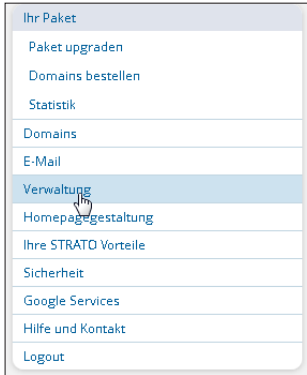 Ihr Paket
Paket upgraden
Domains bestellen
Statistik
Domains
E-Mail
Verwaltung
Homepagegestaltung
Ihre STRATO Vorteile
Sicherheit
Google Services
Hilfe und Kontakt
Logout